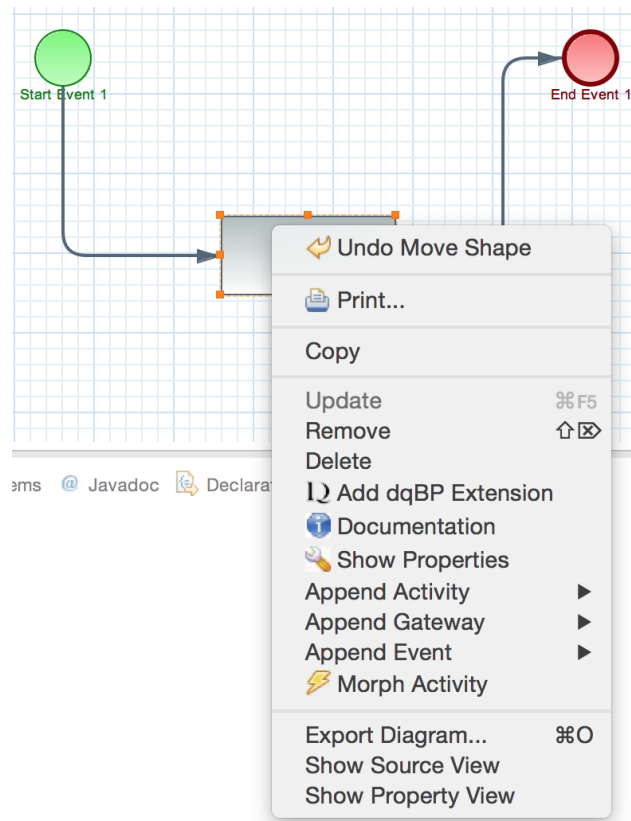 Start Event 1
End Event 1
Undo Move Shape
Print...
Copy
Update ⌘F5
Remove ⇧⌦
Delete
Add dqBP Extension
Documentation
Show Properties
Append Activity ▶
Append Gateway ▶
Append Event ▶
Morph Activity
Export Diagram... ⌘O
Show Source View
Show Property View
ems @ Javadoc Declarat